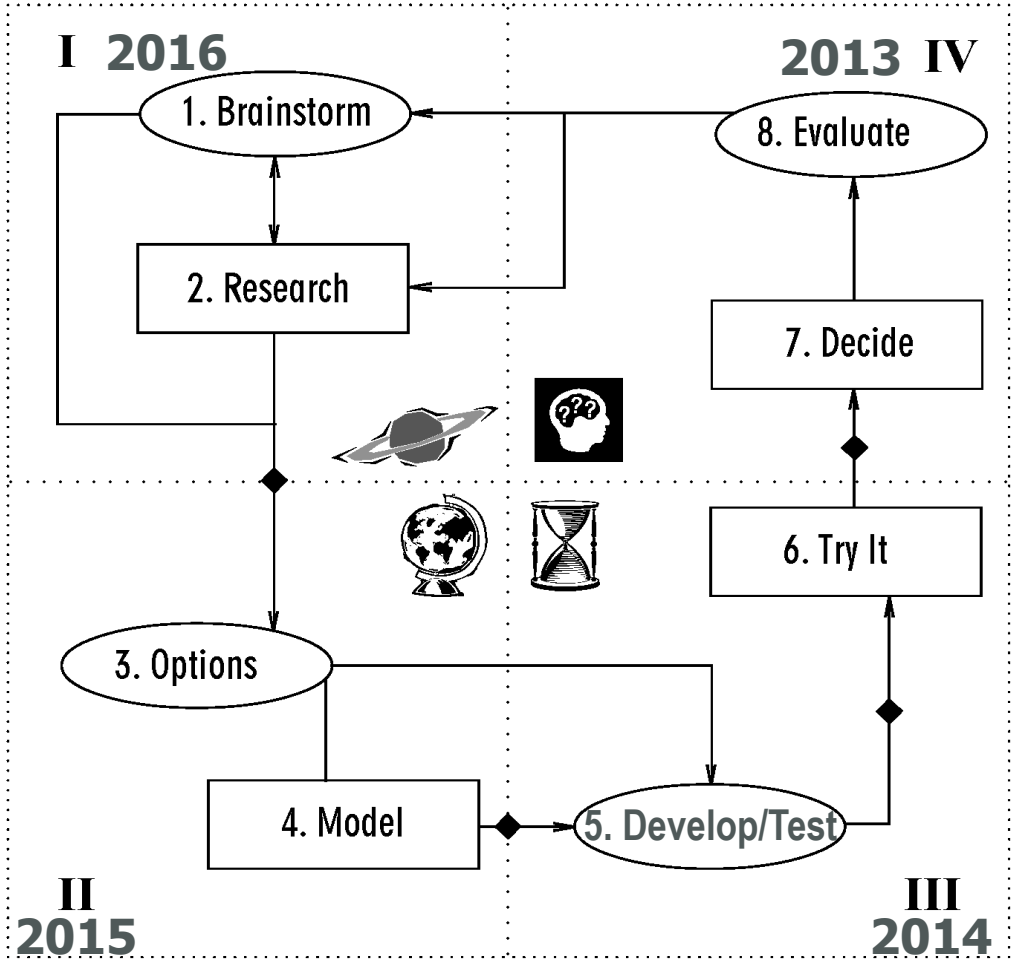 I 2016
2013 IV
1. Brainstorm
8. Evaluate
2. Research
7. Decide
???
6. Try It
3. Options
4. Model
5. Develop/Test
II
2015
III
2014